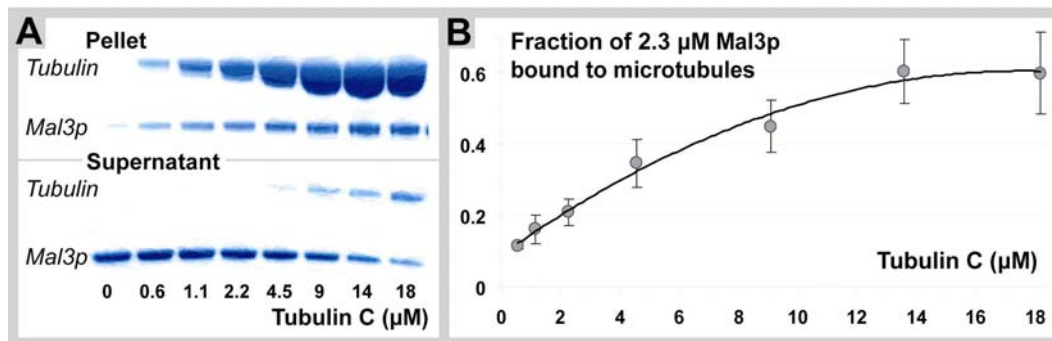 A
Pellet
Tubulin
Mal3p
Supernatant
Tubulin
Mal3p
0 0.6 1.1 2.2 4.5 9 14 18
Tubulin C (µM)
B
Fraction of 2.3 µM Mal3p
bound to microtubules
0.6
0.4
0.2
0
Tubulin C (µM)
0 2 4 6 8 10 12 14 16 18